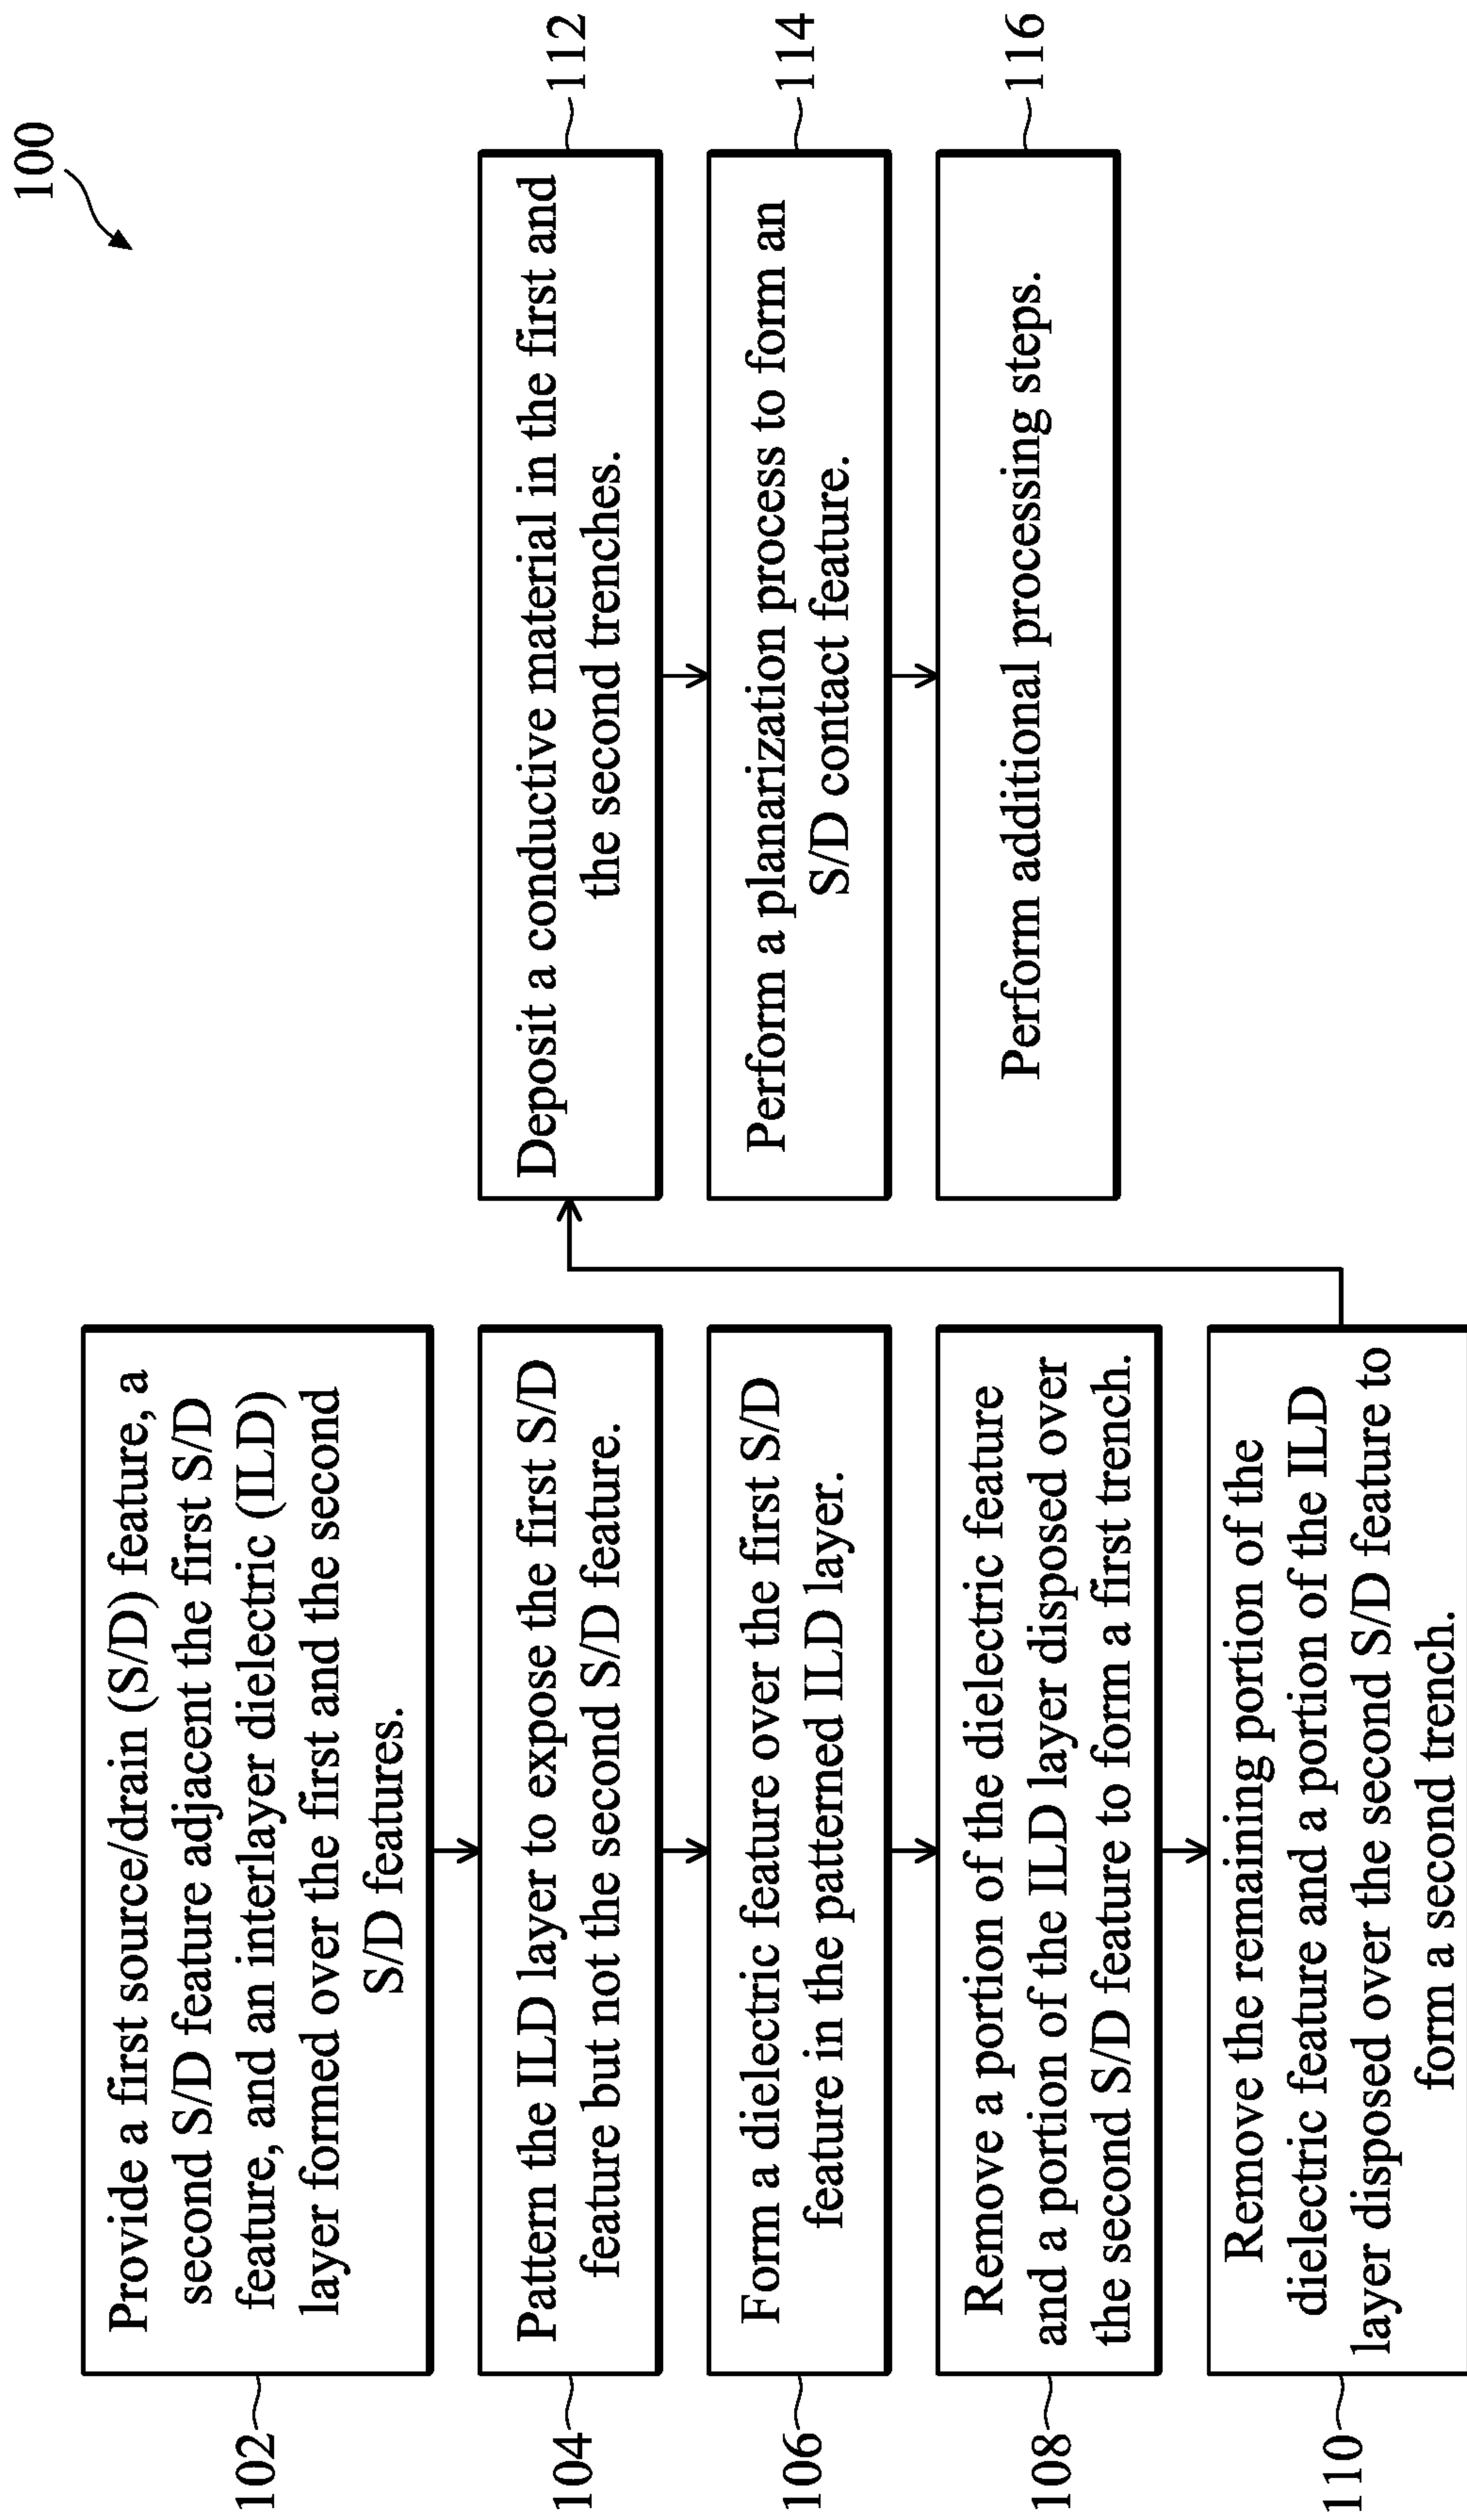 100
102
Provide a first source/drain (S/D) feature, a
second S/D feature adjacent the first S/D
feature, and an interlayer dielectric (ILD)
layer formed over the first and the second
S/D features.
104
Pattern the ILD layer to expose the first S/D
feature but not the second S/D feature.
106
Form a dielectric feature over the first S/D
feature in the patterned ILD layer.
108
Remove a portion of the dielectric feature
and a portion of the ILD layer disposed over
the second S/D feature to form a first trench.
110
Remove the remaining portion of the
dielectric feature and a portion of the ILD
layer disposed over the second S/D feature to
form a second trench.
112
Deposit a conductive material in the first and
the second trenches.
114
Perform a planarization process to form an
S/D contact feature.
116
Perform additional processing steps.